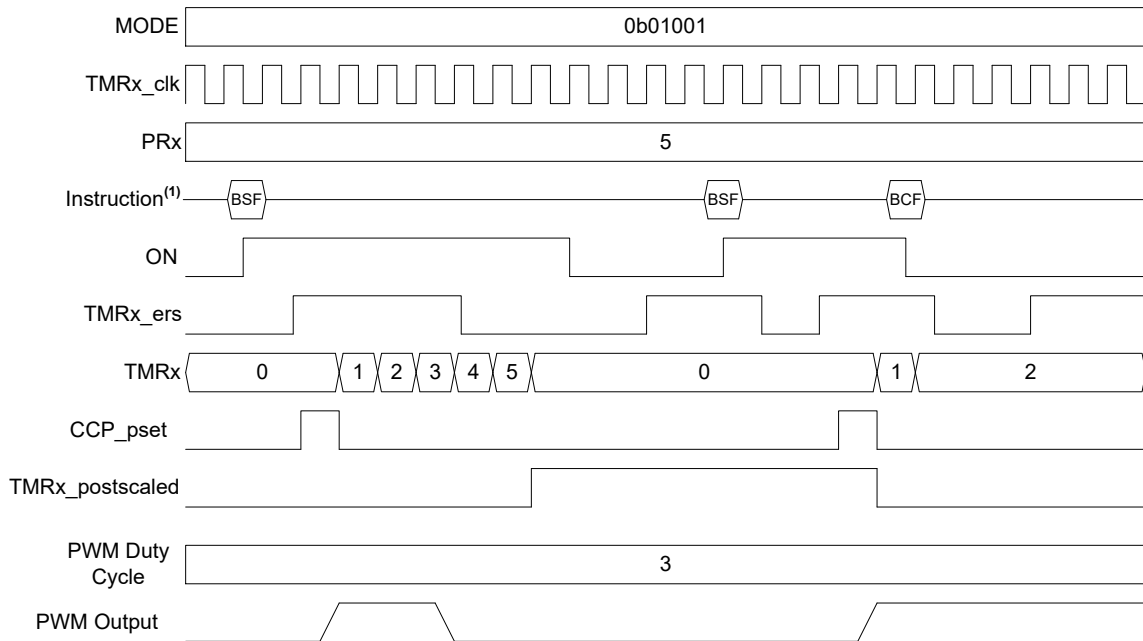 MODE
0b01001
TMRx_clk
PRx
5
Instruction(1)
BSF
BSF
BCF
ON
TMRx_ers
TMRx
0
1
2
3
4
5
0
1
2
CCP_pset
TMRx_postscaled
PWM Duty
Cycle
3
PWM Output